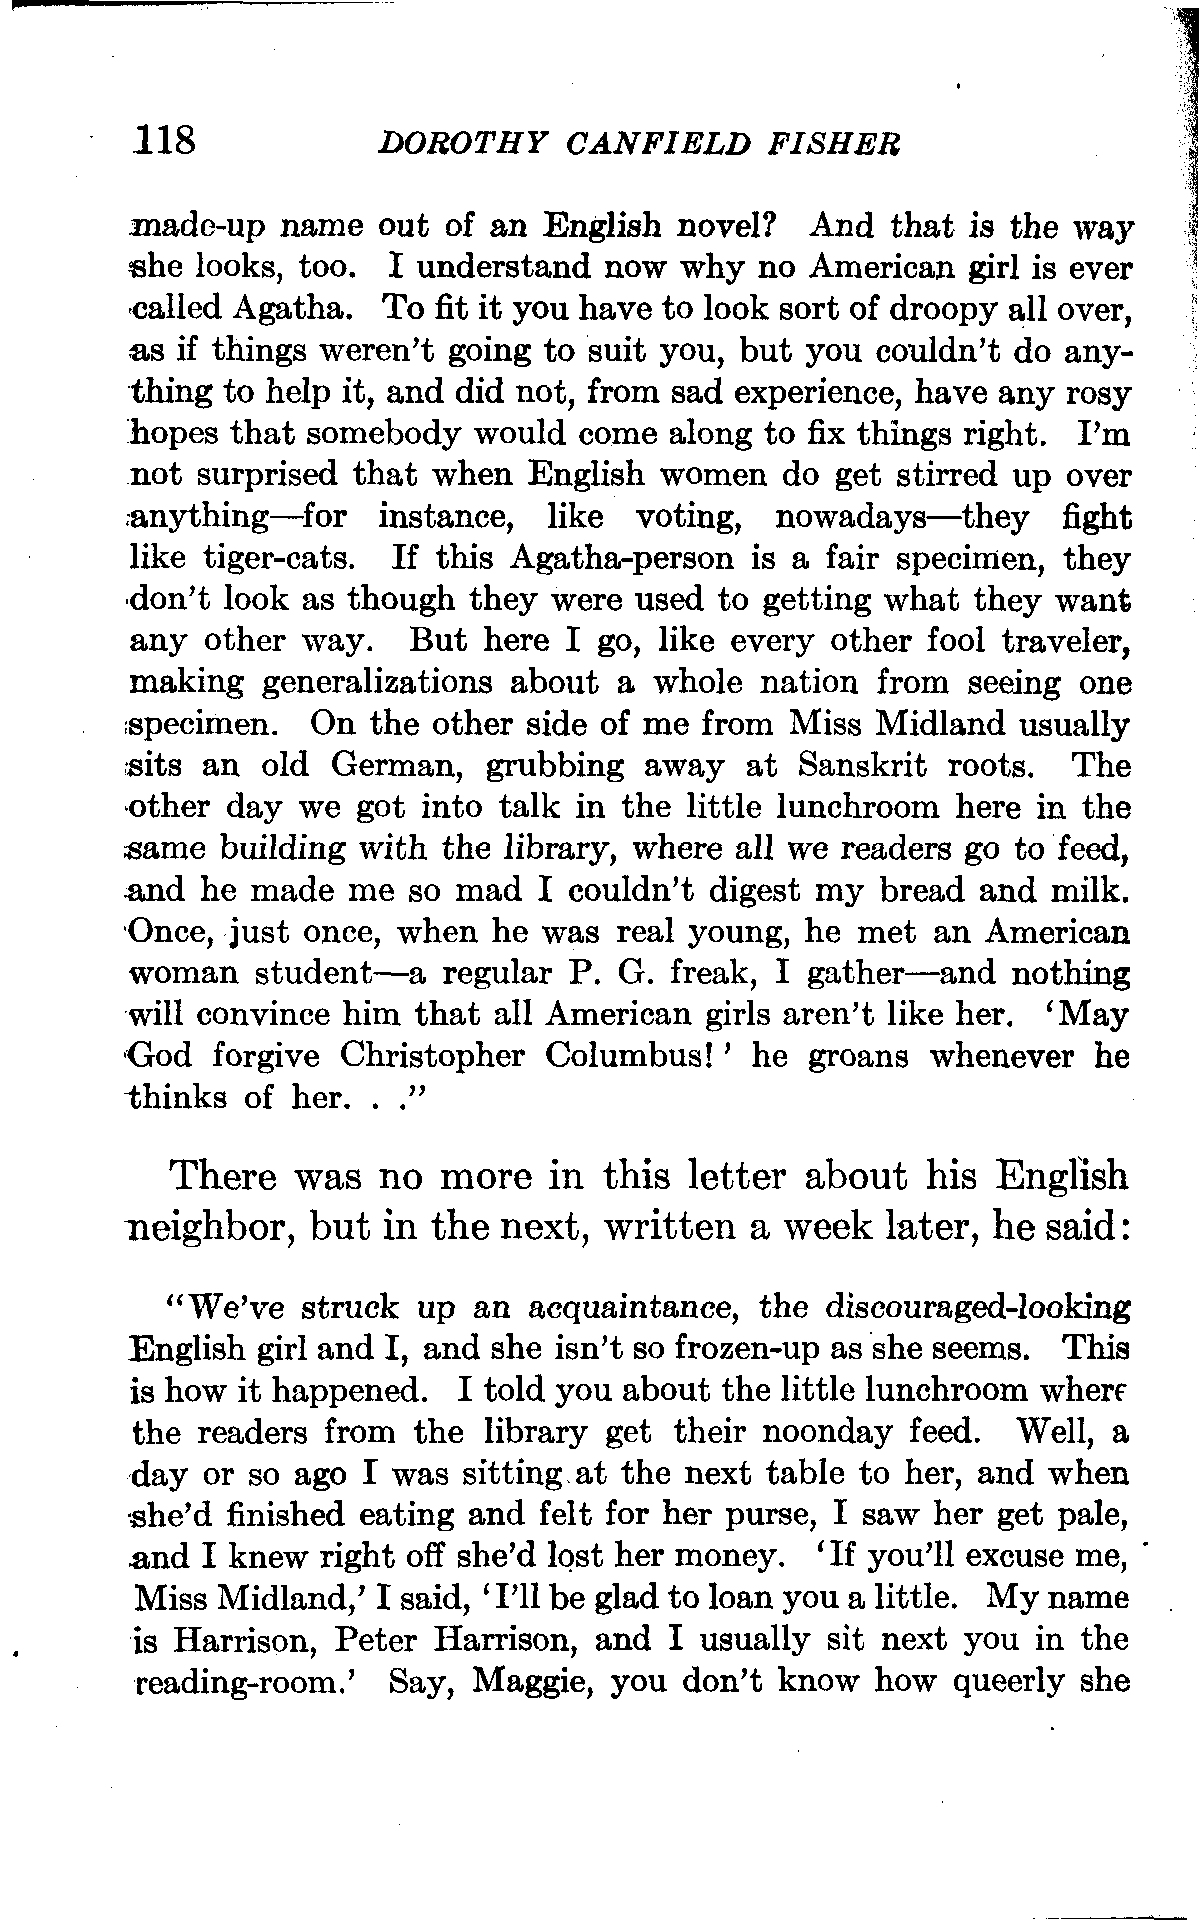 118 DOROTHY CANFIELD FISHER
made-up name out of an English novel? And that is the way
she looks, too. I understand now why no American girl is ever
called Agatha. To fit it you have to look sort of droopy all over,
as if things weren't going to suit you, but you couldn't do any-
thing to help it, and did not, from sad experience, have any rosy
hopes that somebody would come along to fix things right. I'm
not surprised that when English women do get stirred up over
anything—for instance, like voting, nowadays—they fight
like tiger-cats. If this Agatha-person is a fair specimen, they
don't look as though they were used to getting what they want
any other way. But here I go, like every other fool traveler,
making generalizations about a whole nation from seeing one
specimen. On the other side of me from Miss Midland usually
sits an old German, grubbing away at Sanskrit roots. The
other day we got into talk in the little lunchroom here in the
same building with the library, where all we readers go to feed,
and he made me so mad I couldn't digest my bread and milk.
Once, just once, when he was real young, he met an American
woman student—a regular P. G. freak, I gather—and nothing
will convince him that all American girls aren't like her. 'May
God forgive Christopher Columbus!' he groans whenever he
thinks of her. . ."
There was no more in this letter about his English
neighbor, but in the next, written a week later, he said:
"We've struck up an acquaintance, the discouraged-looking
English girl and I, and she isn't so frozen-up as she seems. This
is how it happened. I told you about the little lunchroom where
the readers from the library get their noonday feed. Well, a
day or so ago I was sitting at the next table to her, and when
she'd finished eating and felt for her purse, I saw her get pale,
and I knew right off she'd lost her money. 'If you'll excuse me,
Miss Midland,' I said, 'I'll be glad to loan you a little. My name
is Harrison, Peter Harrison, and I usually sit next you in the
reading-room.' Say, Maggie, you don't know how queerly she